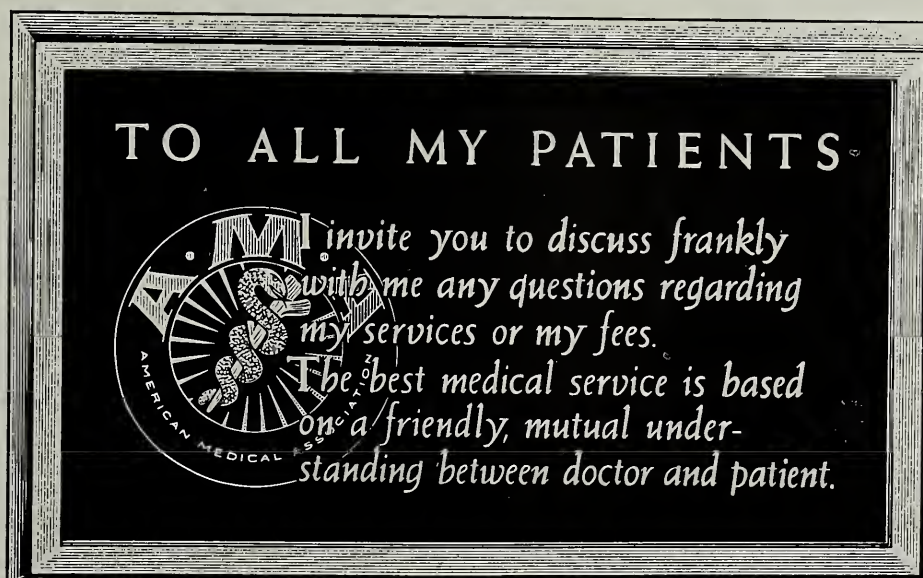 TO ALL MY PATIENTS
A·M·A
AMERICAN MEDICAL ASSOCIATION
I invite you to discuss frankly
with me any questions regarding
my services or my fees.
The best medical service is based
on a friendly, mutual under-
standing between doctor and patient.